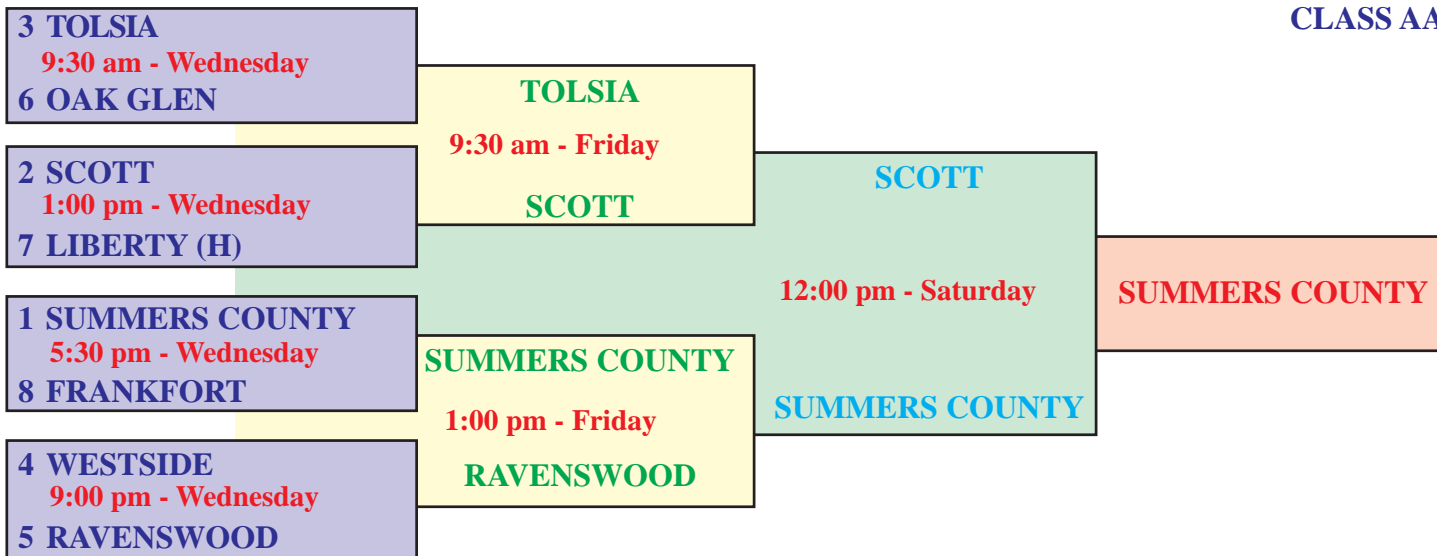 CLASS AA
3 TOLSIA
9:30 am - Wednesday
6 OAK GLEN
2 SCOTT
1:00 pm - Wednesday
7 LIBERTY (H)
1 SUMMERS COUNTY
5:30 pm - Wednesday
8 FRANKFORT
4 WESTSIDE
9:00 pm - Wednesday
5 RAVENSWOOD
TOLSIA
9:30 am - Friday
SCOTT
SUMMERS COUNTY
1:00 pm - Friday
RAVENSWOOD
SCOTT
12:00 pm - Saturday
SUMMERS COUNTY
SUMMERS COUNTY